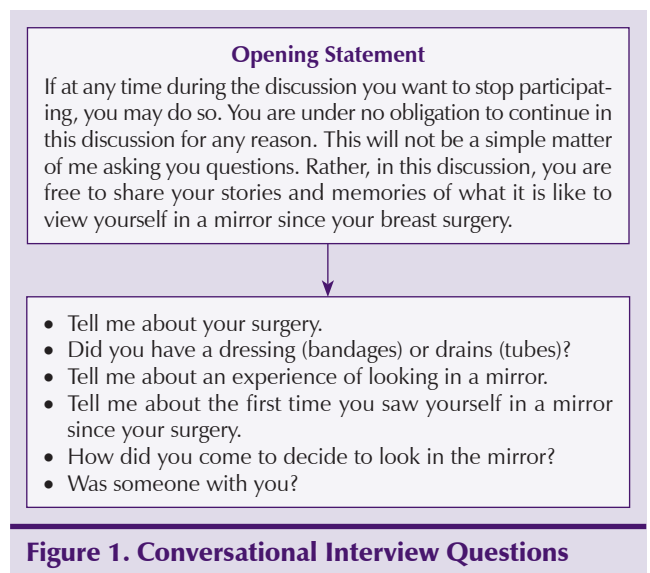 Opening Statement
If at any time during the discussion you want to stop participat-
ing, you may do so. You are under no obligation to continue in
this discussion for any reason. This will not be a simple matter
of me asking you questions. Rather, in this discussion, you are
free to share your stories and memories of what it is like to
view yourself in a mirror since your breast surgery.
• Tell me about your surgery.
• Did you have a dressing (bandages) or drains (tubes)?
• Tell me about an experience of looking in a mirror.
• Tell me about the first time you saw yourself in a mirror
since your surgery.
• How did you come to decide to look in the mirror?
• Was someone with you?
Figure 1. Conversational Interview Questions